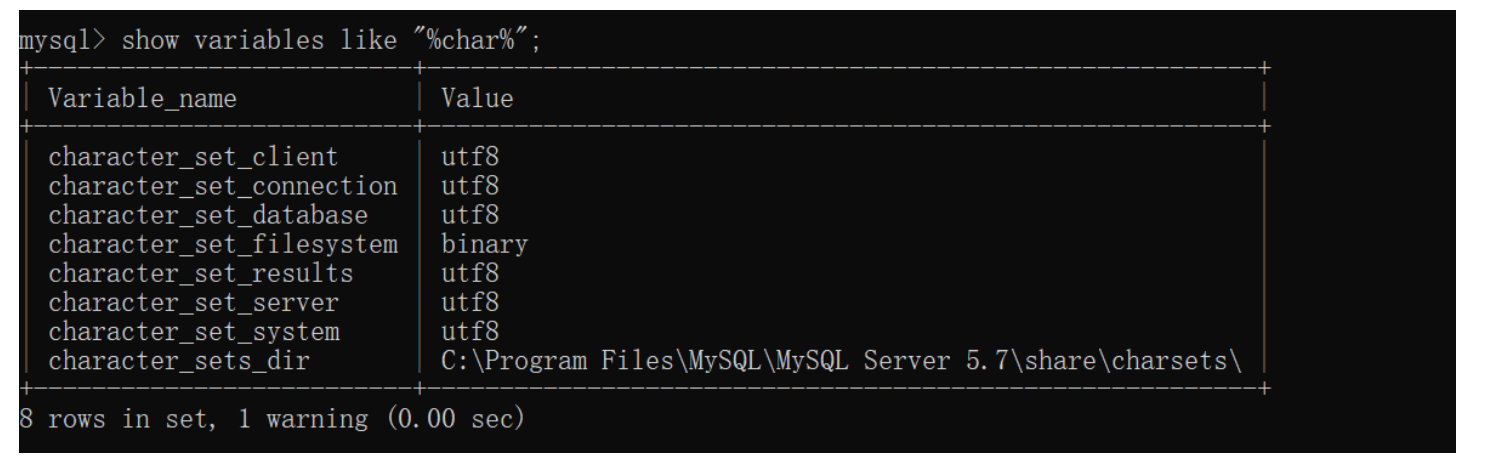 mysql> show variables like "%char%";
+--------------------------+---------------------------------------------------------+
| Variable_name            | Value                                                   |
+--------------------------+---------------------------------------------------------+
| character_set_client     | utf8                                                    |
| character_set_connection | utf8                                                    |
| character_set_database   | utf8                                                    |
| character_set_filesystem | binary                                                  |
| character_set_results    | utf8                                                    |
| character_set_server     | utf8                                                    |
| character_set_system     | utf8                                                    |
| character_sets_dir       | C:\Program Files\MySQL\MySQL Server 5.7\share\charsets\ |
+--------------------------+---------------------------------------------------------+
8 rows in set, 1 warning (0.00 sec)